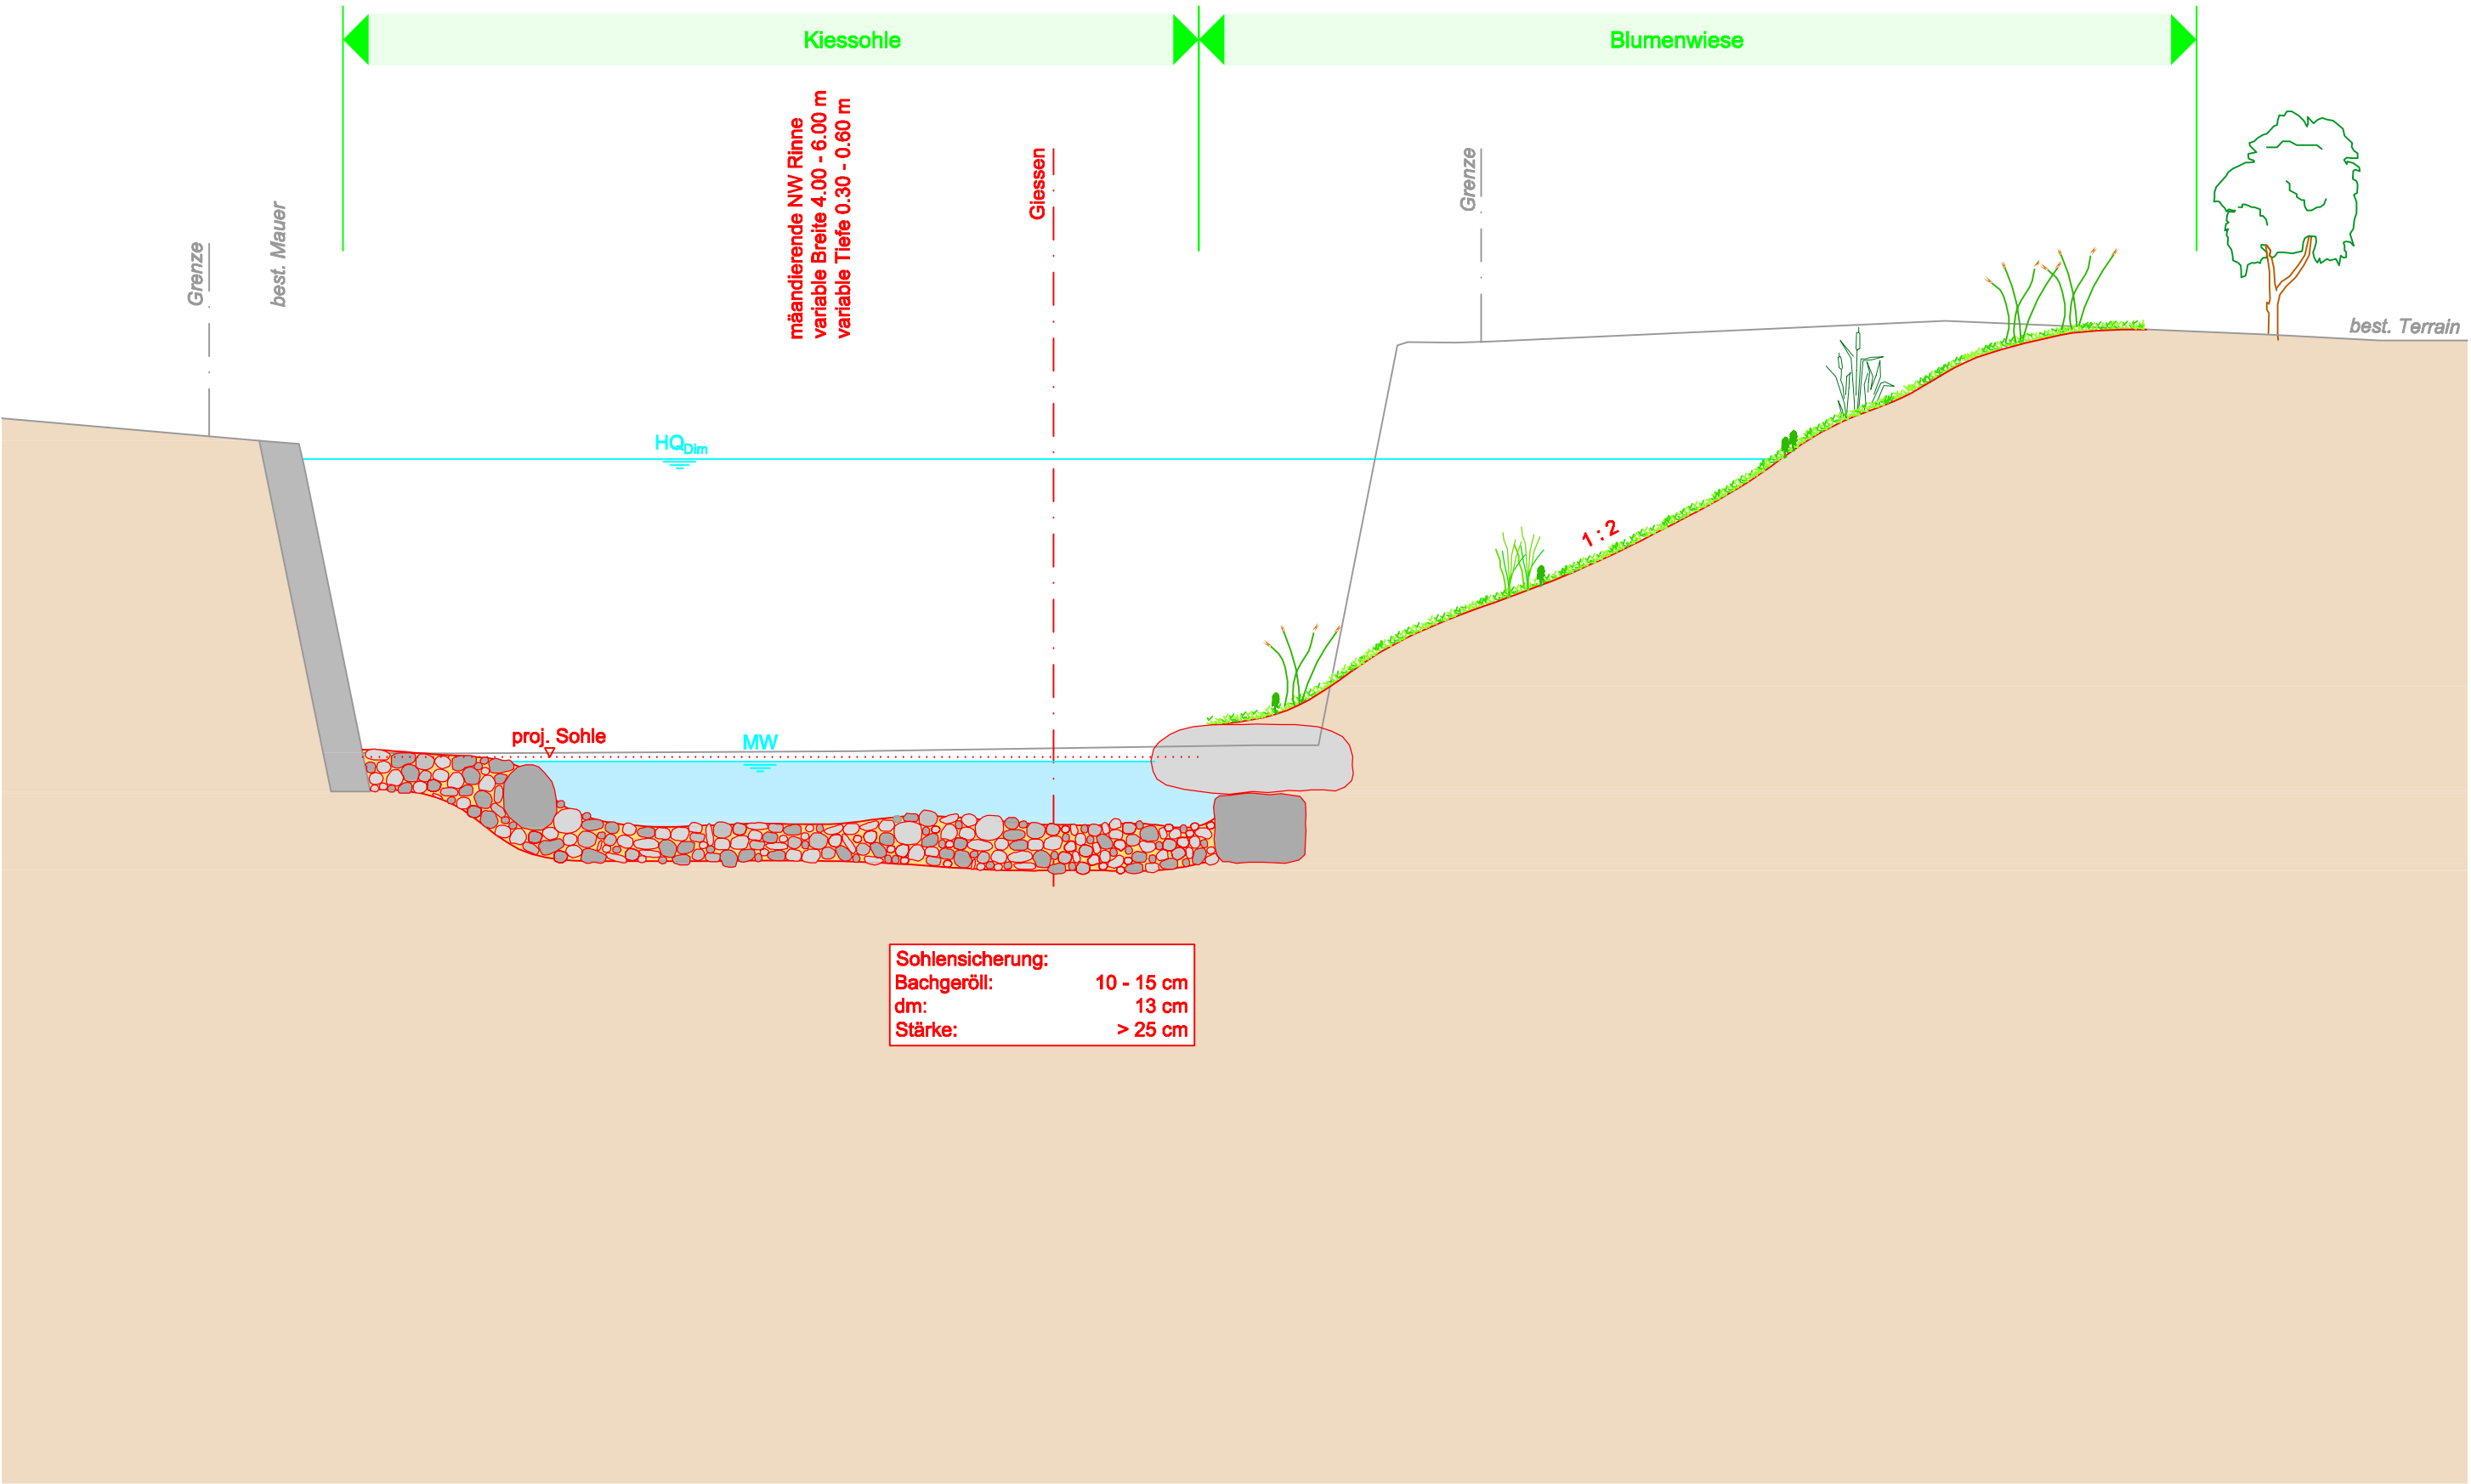 Kiessohle
Blumenwiese
mäandierende NW Rinne
variable Breite 4.00 - 6.00 m
variable Tiefe 0.30 - 0.60 m
Giessen
Grenze
Grenze
best. Mauer
best. Terrain
HQDim
1 : 2
proj. Sohle
MW
Sohlensicherung:
Bachgeröll: 10 - 15 cm
dm: 13 cm
Stärke: > 25 cm